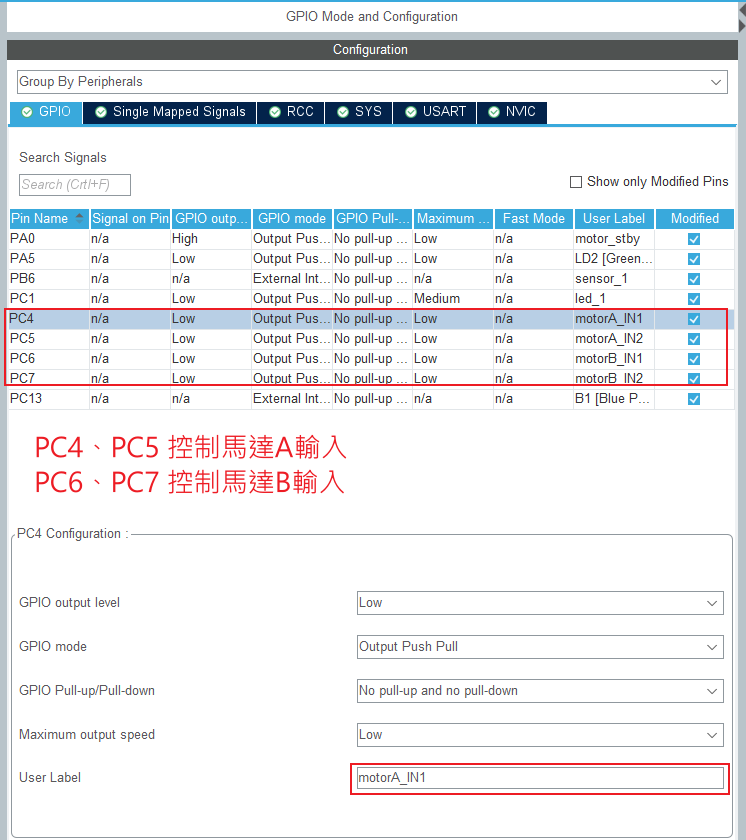 GPIO Mode and Configuration
Configuration
Group By Peripherals
GPIO Single Mapped Signals RCC SYS USART NVIC
Search Signals
Search (Crtl+F)
Show only Modified Pins
Pin Name Signal on Pin GPIO outp... GPIO mode GPIO Pull-... Maximum ... Fast Mode User Label Modified
PA0 n/a High Output Pus... No pull-up ... Low n/a motor_stby
PA5 n/a Low Output Pus... No pull-up ... Low n/a LD2 [Green...
PB6 n/a n/a External Int... No pull-up ... n/a n/a sensor_1
PC1 n/a Low Output Pus... No pull-up ... Medium n/a led_1
PC4 n/a Low Output Pus... No pull-up ... Low n/a motorA_IN1
PC5 n/a Low Output Pus... No pull-up ... Low n/a motorA_IN2
PC6 n/a Low Output Pus... No pull-up ... Low n/a motorB_IN1
PC7 n/a Low Output Pus... No pull-up ... Low n/a motorB_IN2
PC13 n/a n/a External Int... No pull-up ... n/a n/a B1 [Blue P...
PC4、PC5 控制馬達A輸入
PC6、PC7 控制馬達B輸入
PC4 Configuration :
GPIO output level Low
GPIO mode Output Push Pull
GPIO Pull-up/Pull-down No pull-up and no pull-down
Maximum output speed Low
User Label motorA_IN1